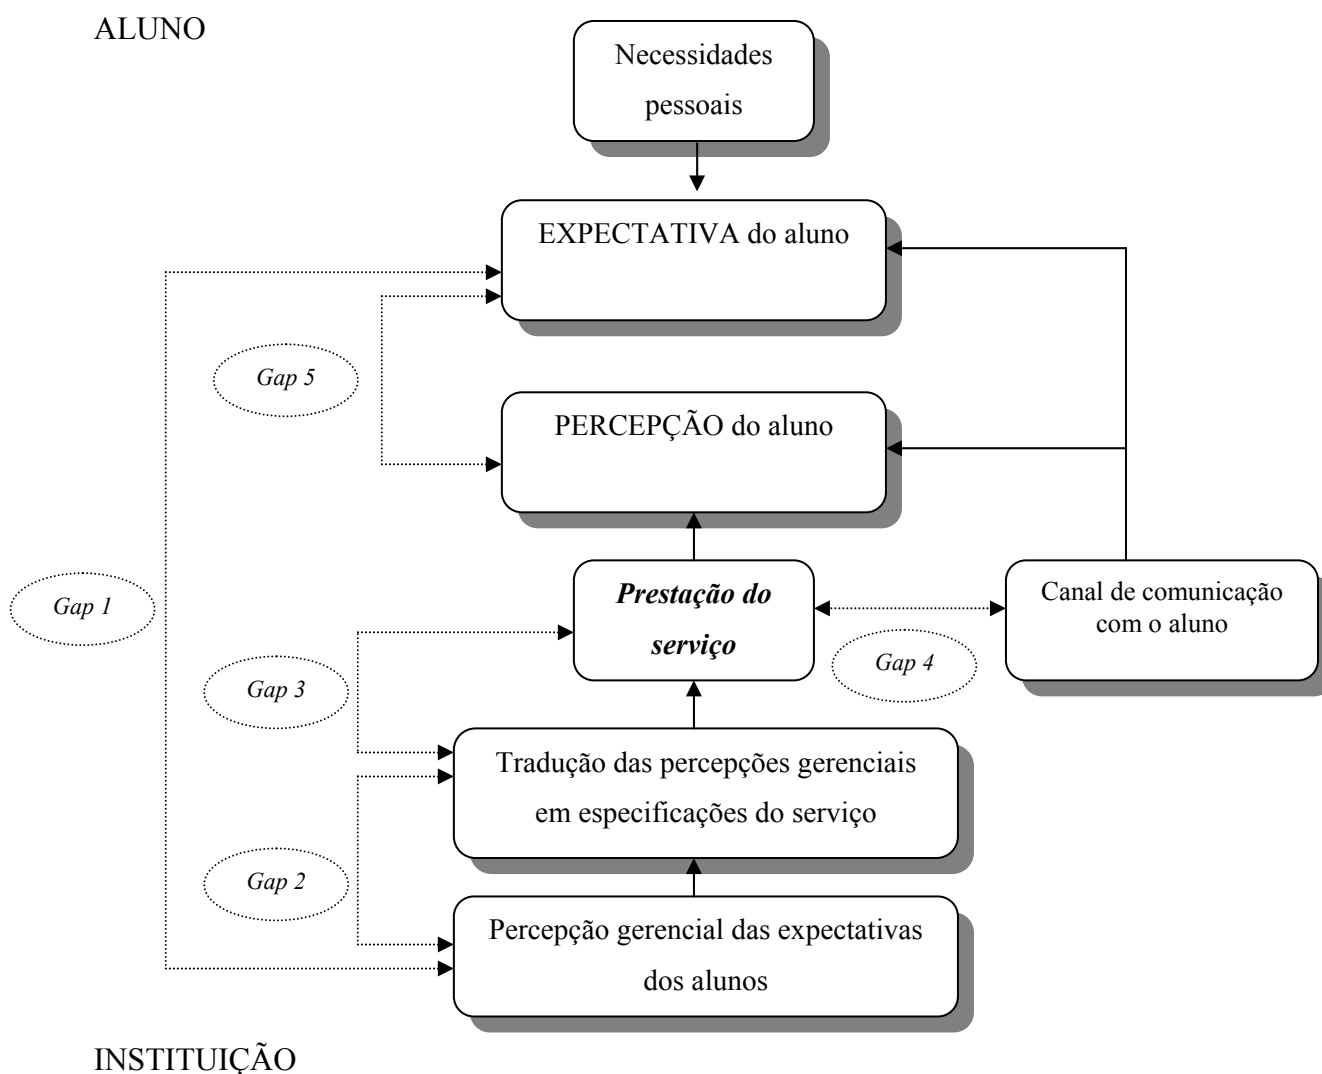 ALUNO
Necessidades
pessoais
EXPECTATIVA do aluno
Gap 5
PERCEPÇÃO do aluno
Gap 1
Prestação do
serviço
Canal de comunicação
com o aluno
Gap 4
Gap 3
Tradução das percepções gerenciais
em especificações do serviço
Gap 2
Percepção gerencial das expectativas
dos alunos
INSTITUIÇÃO